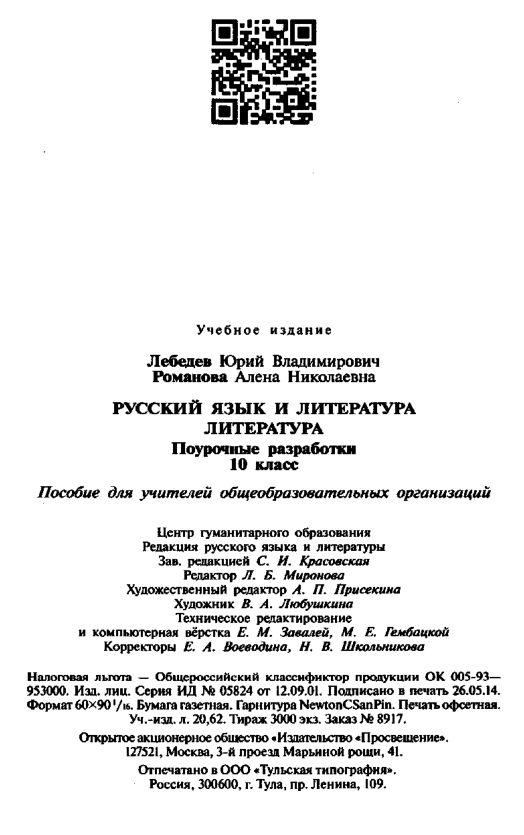 Учебное издание
Лебедев Юрий Владимирович
Романова Алена Николаевна
РУССКИЙ ЯЗЫК И ЛИТЕРАТУРА
ЛИТЕРАТУРА
Поурочные разработки
10 класс
Пособие для учителей общеобразовательных организаций
Центр гуманитарного образования
Редакция русского языка и литературы
Зав. редакцией С. И. Красовская
Редактор Л. Б. Миронова
Художественный редактор А. П. Присекина
Художник В. А. Любушкина
Техническое редактирование
и компьютерная вёрстка Е. М. Завалей, М. Е. Гембацкой
Корректоры Е. А. Воеводина, Н. В. Школьникова
Налоговая льгота — Общероссийский классификтор продукции ОК 005-93—
953000. Изд. лиц. Серия ИД № 05824 от 12.09.01. Подписано в печать 26.05.14.
Формат 60×90 1/16. Бумага газетная. Гарнитура NewtonCSanPin. Печать офсетная.
Уч.-изд. л. 20,62. Тираж 3000 экз. Заказ № 8917.
Открытое акционерное общество «Издательство «Просвещение».
127521, Москва, 3-й проезд Марьиной рощи, 41.
Отпечатано в ООО «Тульская типография».
Россия, 300600, г. Тула, пр. Ленина, 109.